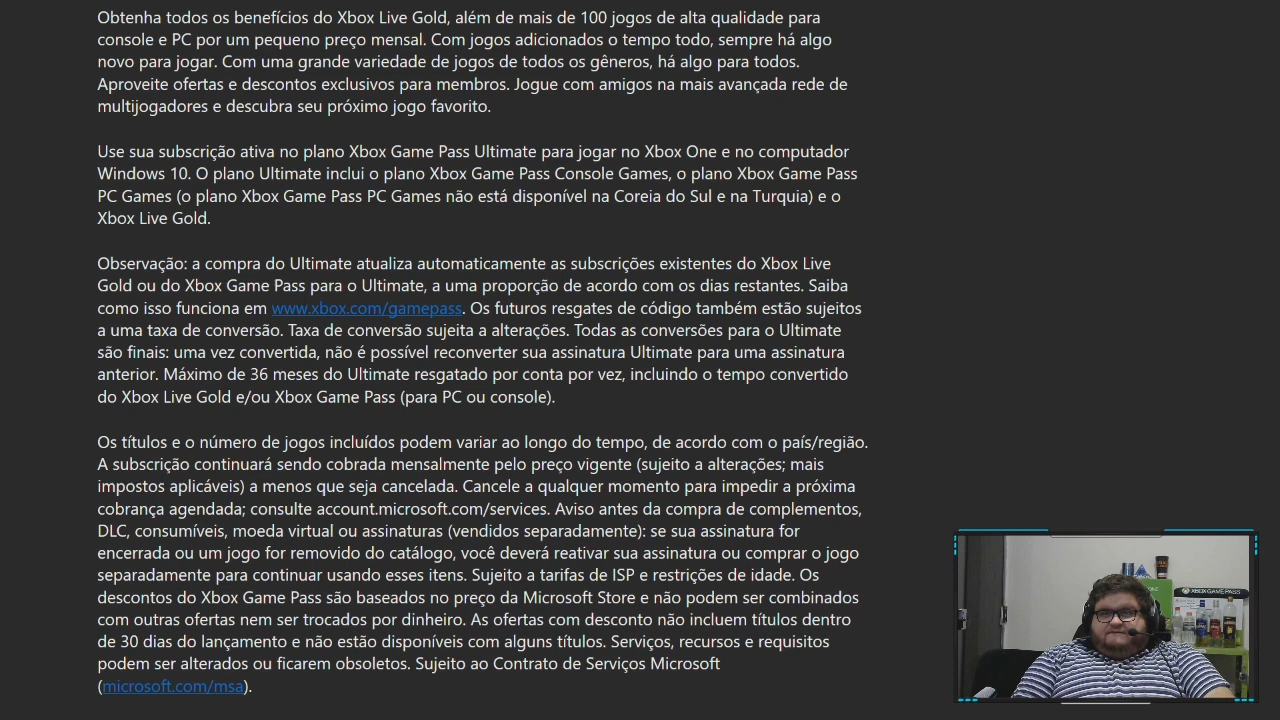 Obtenha todos os benefícios do Xbox Live Gold, além de mais de 100 jogos de alta qualidade para
console e PC por um pequeno preço mensal. Com jogos adicionados o tempo todo, sempre há algo
novo para jogar. Com uma grande variedade de jogos de todos os gêneros, há algo para todos.
Aproveite ofertas e descontos exclusivos para membros. Jogue com amigos na mais avançada rede de
multijogadores e descubra seu próximo jogo favorito.
Use sua subscrição ativa no plano Xbox Game Pass Ultimate para jogar no Xbox One e no computador
Windows 10. O plano Ultimate inclui o plano Xbox Game Pass Console Games, o plano Xbox Game Pass
PC Games (o plano Xbox Game Pass PC Games não está disponível na Coreia do Sul e na Turquia) e o
Xbox Live Gold.
Observação: a compra do Ultimate atualiza automaticamente as subscrições existentes do Xbox Live
Gold ou do Xbox Game Pass para o Ultimate, a uma proporção de acordo com os dias restantes. Saiba
como isso funciona em www.xbox.com/gamepass. Os futuros resgates de código também estão sujeitos
a uma taxa de conversão. Taxa de conversão sujeita a alterações. Todas as conversões para o Ultimate
são finais: uma vez convertida, não é possível reconverter sua assinatura Ultimate para uma assinatura
anterior. Máximo de 36 meses do Ultimate resgatado por conta por vez, incluindo o tempo convertido
do Xbox Live Gold e/ou Xbox Game Pass (para PC ou console).
Os títulos e o número de jogos incluídos podem variar ao longo do tempo, de acordo com o país/região.
A subscrição continuará sendo cobrada mensalmente pelo preço vigente (sujeito a alterações; mais
impostos aplicáveis) a menos que seja cancelada. Cancele a qualquer momento para impedir a próxima
cobrança agendada; consulte account.microsoft.com/services. Aviso antes da compra de complementos,
DLC, consumíveis, moeda virtual ou assinaturas (vendidos separadamente): se sua assinatura for
encerrada ou um jogo for removido do catálogo, você deverá reativar sua assinatura ou comprar o jogo
separadamente para continuar usando esses itens. Sujeito a tarifas de ISP e restrições de idade. Os
descontos do Xbox Game Pass são baseados no preço da Microsoft Store e não podem ser combinados
com outras ofertas nem ser trocados por dinheiro. As ofertas com desconto não incluem títulos dentro
de 30 dias do lançamento e não estão disponíveis com alguns títulos. Serviços, recursos e requisitos
podem ser alterados ou ficarem obsoletos. Sujeito ao Contrato de Serviços Microsoft
(microsoft.com/msa).
XBOX GAME PASS